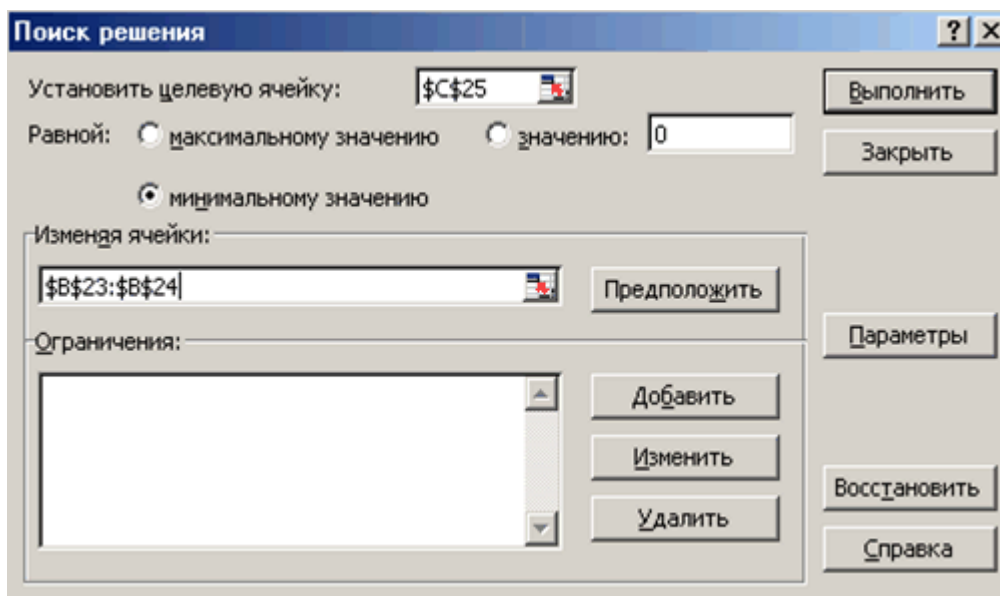 Поиск решения
Установить целевую ячейку: $C$25
Выполнить
Равной: максимальному значению значению: 0
Закрыть
минимальному значению
Изменяя ячейки:
$B$23:$B$24
Предположить
Ограничения:
Параметры
Добавить
Изменить
Восстановить
Удалить
Справка